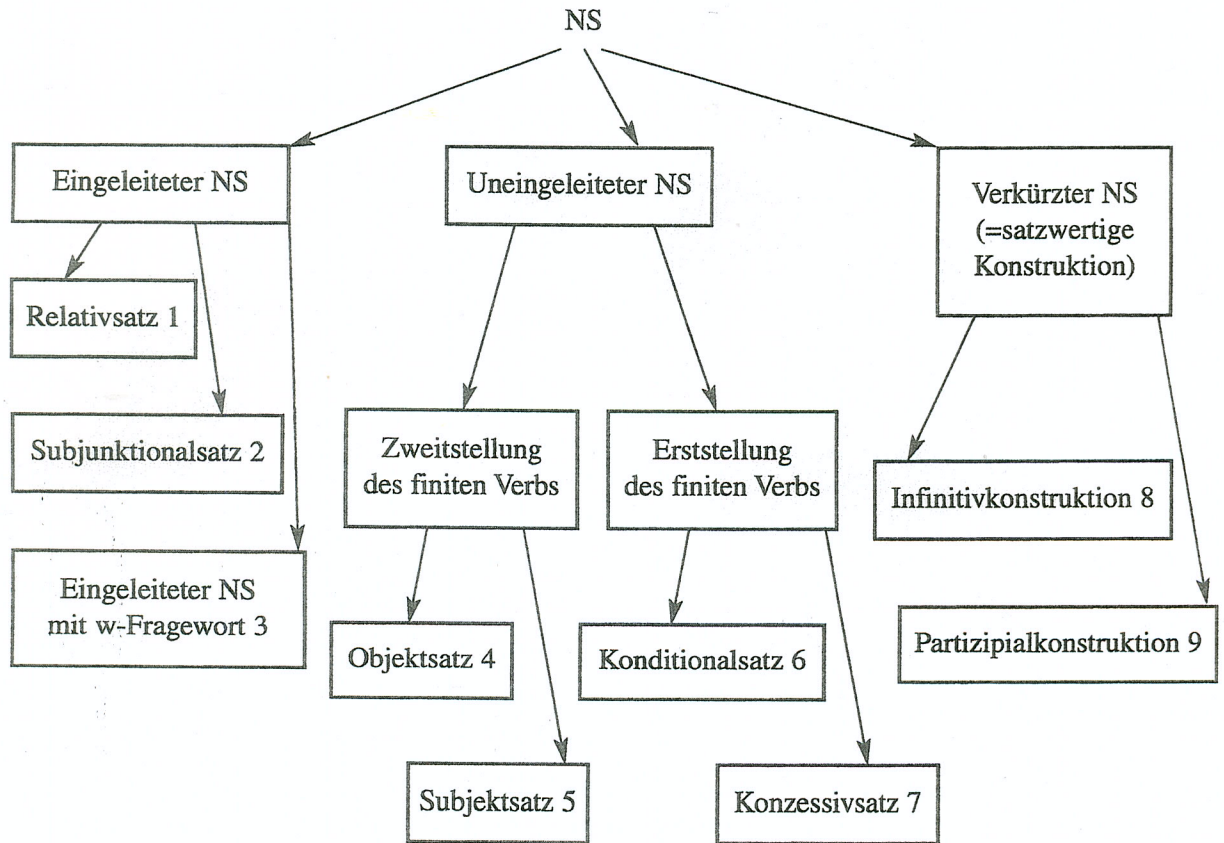 NS
Eingeleiteter NS
Uneingeleiteter NS
Verkürzter NS
(=satzwertige
Konstruktion)
Relativsatz 1
Subjunktionalsatz 2
Eingeleiteter NS
mit w-Fragewort 3
Zweitstellung
des finiten Verbs
Erststellung
des finiten Verbs
Objektsatz 4
Subjektsatz 5
Konditionalsatz 6
Konzessivsatz 7
Infinitivkonstruktion 8
Partizipialkonstruktion 9